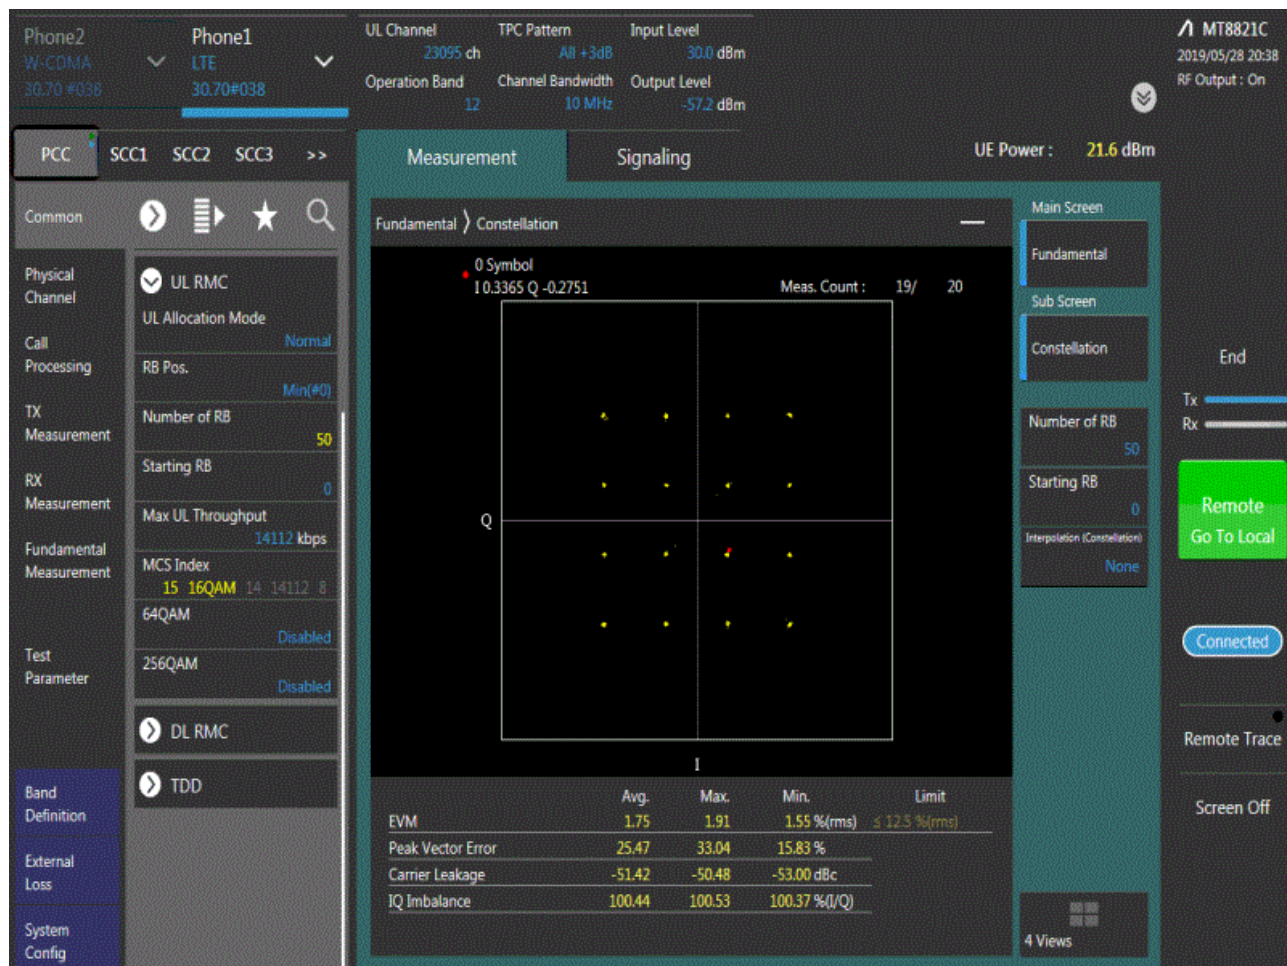 Phone2
W-CDMA
30.70 #038
Phone1
LTE
30.70#038
UL Channel
23095 ch
TPC Pattern
All +3dB
Input Level
30.0 dBm
Operation Band
12
Channel Bandwidth
10 MHz
Output Level
-57.2 dBm
MT8821C
2019/05/28 20:38
RF Output : On
PCC SCC1 SCC2 SCC3 >>
Measurement Signaling
UE Power : 21.6 dBm
Common
Physical
Channel
Call
Processing
TX
Measurement
RX
Measurement
Fundamental
Measurement
Test
Parameter
Band
Definition
External
Loss
System
Config
UL RMC
UL Allocation Mode
Normal
RB Pos.
Min(#0)
Number of RB
50
Starting RB
0
Max UL Throughput
14112 kbps
MCS Index
15 16QAM 14 14112 8
64QAM
Disabled
256QAM
Disabled
DL RMC
TDD
Fundamental 〉 Constellation
0 Symbol
I 0.3365 Q -0.2751
Meas. Count : 19/ 20
Q
I
Avg. Max. Min. Limit
EVM 1.75 1.91 1.55 %(rms) ≤ 12.5 %(rms)
Peak Vector Error 25.47 33.04 15.83 %
Carrier Leakage -51.42 -50.48 -53.00 dBc
IQ Imbalance 100.44 100.53 100.37 %(I/Q)
Main Screen
Fundamental
Sub Screen
Constellation
Number of RB
50
Starting RB
0
Interpolation (Constellation)
None
4 Views
End
Tx
Rx
Remote
Go To Local
Connected
Remote Trace
Screen Off